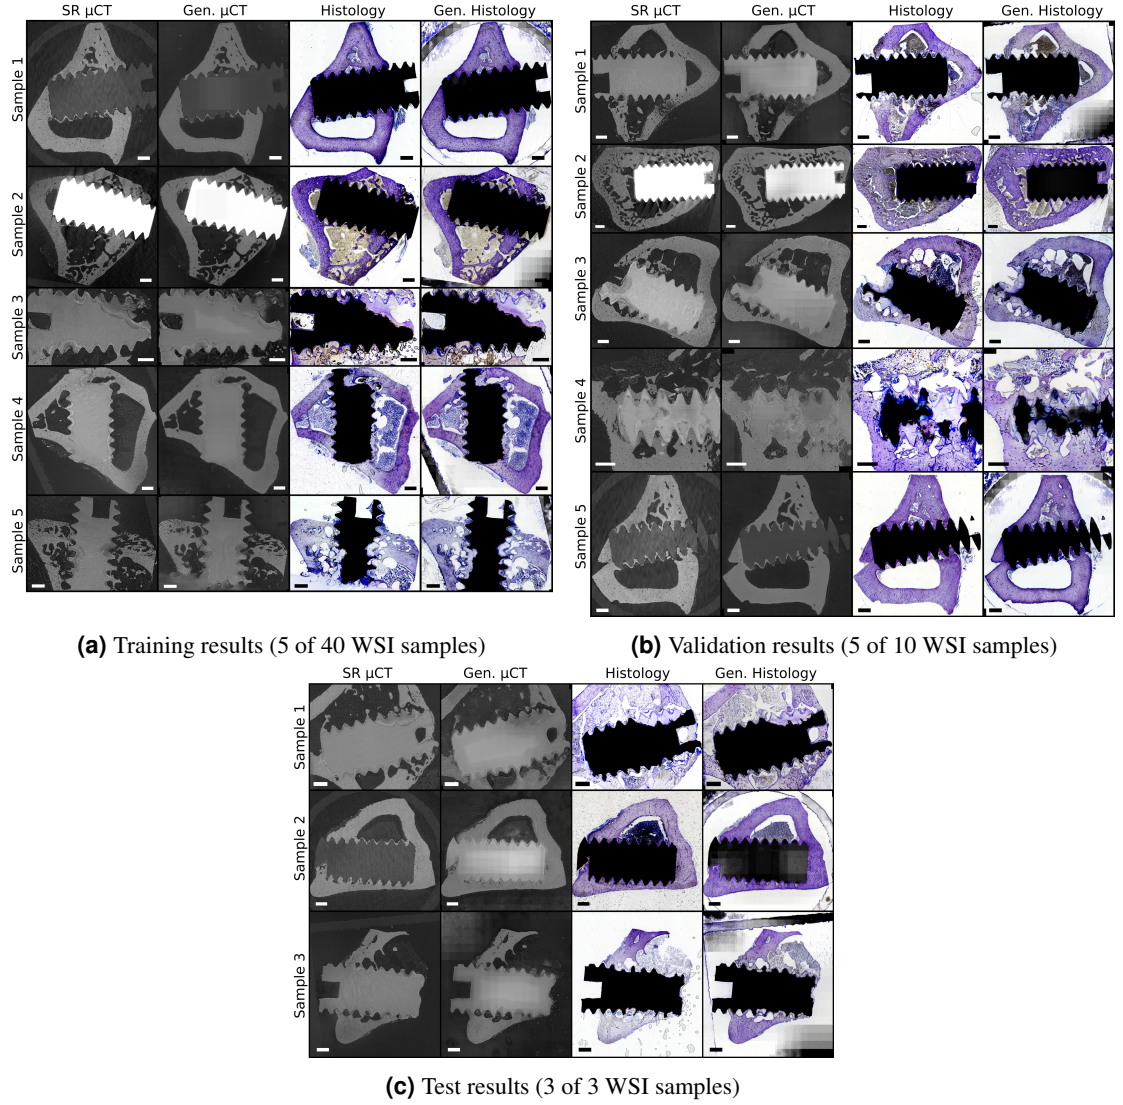 SR µCT Gen. µCT Histology Gen. Histology
Sample 1
Sample 2
Sample 3
Sample 4
Sample 5
(a) Training results (5 of 40 WSI samples)
SR µCT Gen. µCT Histology Gen. Histology
Sample 1
Sample 2
Sample 3
Sample 4
Sample 5
(b) Validation results (5 of 10 WSI samples)
SR µCT Gen. µCT Histology Gen. Histology
Sample 1
Sample 2
Sample 3
(c) Test results (3 of 3 WSI samples)